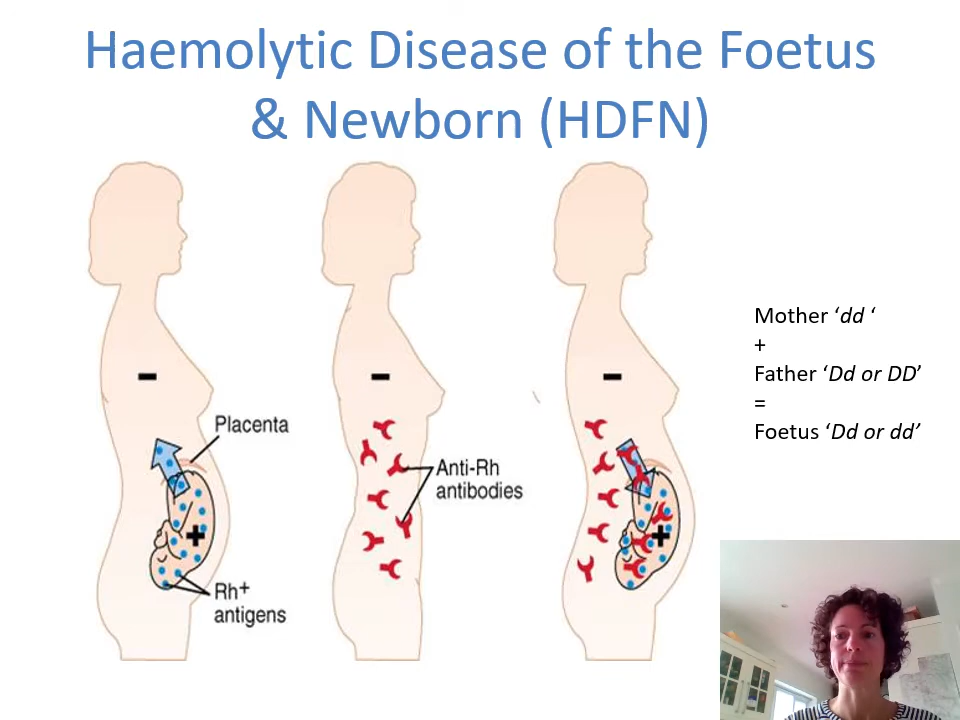 Haemolytic Disease of the Foetus
& Newborn (HDFN)
Placenta
Rh+
antigens
Anti-Rh
antibodies
Mother ‘dd ‘
+
Father ‘Dd or DD’
=
Foetus ‘Dd or dd’
-
-
-
+
+